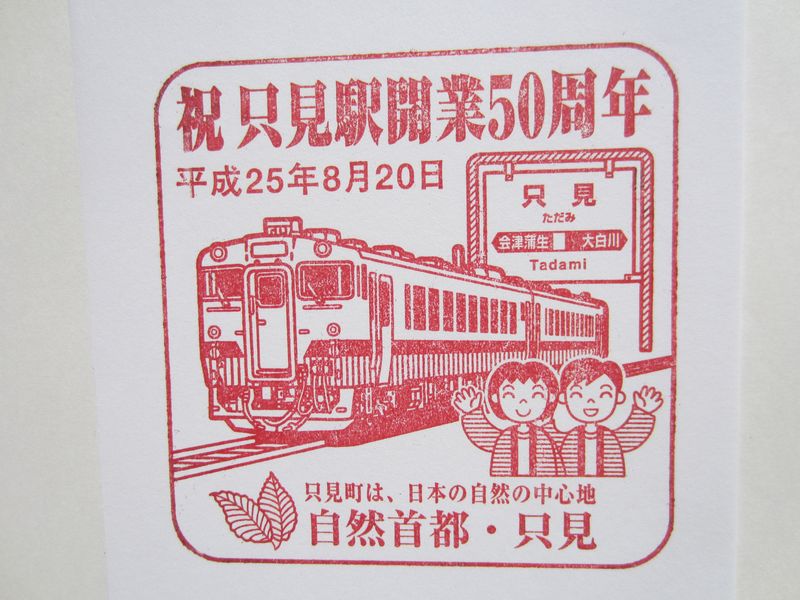 祝 只見駅開業50周年
平成25年8月20日
只見
ただみ
会津蒲生 大白川
Tadami
只見町は、日本の自然の中心地
自然首都・只見